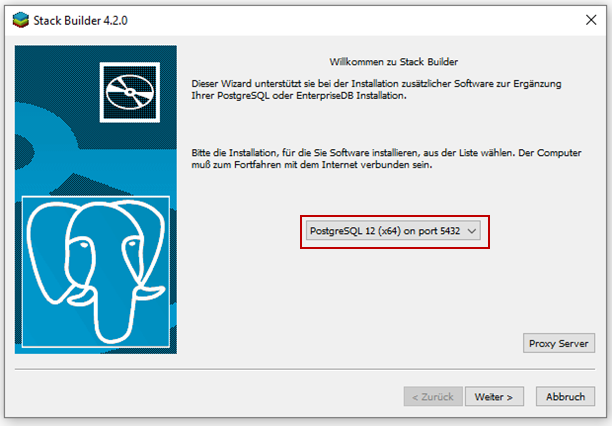 Stack Builder 4.2.0
Willkommen zu Stack Builder
Dieser Wizard unterstützt sie bei der Installation zusätzlicher Software zur Ergänzung
Ihrer PostgreSQL oder EnterpriseDB Installation.
Bitte die Installation, für die Sie Software installieren, aus der Liste wählen. Der Computer
muß zum Fortfahren mit dem Internet verbunden sein.
PostgreSQL 12 (x64) on port 5432
Proxy Server
< Zurück
Weiter >
Abbruch